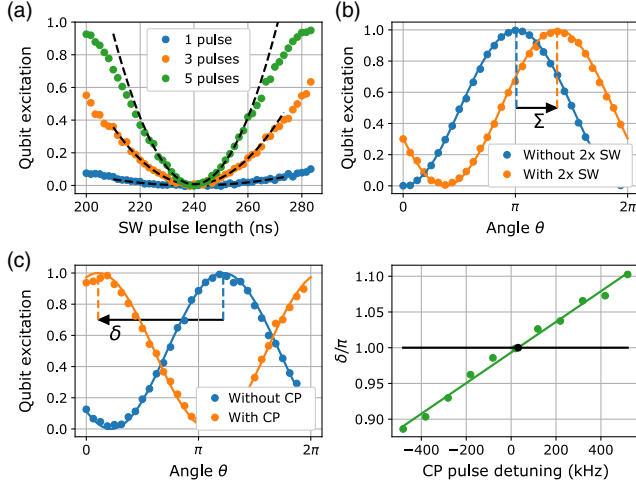 (a)
1.0
0.8
0.6
0.4
0.2
0.0
Qubit excitation
1 pulse
3 pulses
5 pulses
200
220
240
260
280
SW pulse length (ns)
(b)
1.0
0.8
0.6
0.4
0.2
0.0
Qubit excitation
Σ
Without 2x SW
With 2x SW
0
π
2π
Angle θ
(c)
1.0
0.8
0.6
0.4
0.2
0.0
Qubit excitation
δ
Without CP
With CP
0
π
2π
Angle θ
1.10
1.05
1.00
0.95
0.90
δ/π
−400
−200
0
200
400
CP pulse detuning (kHz)